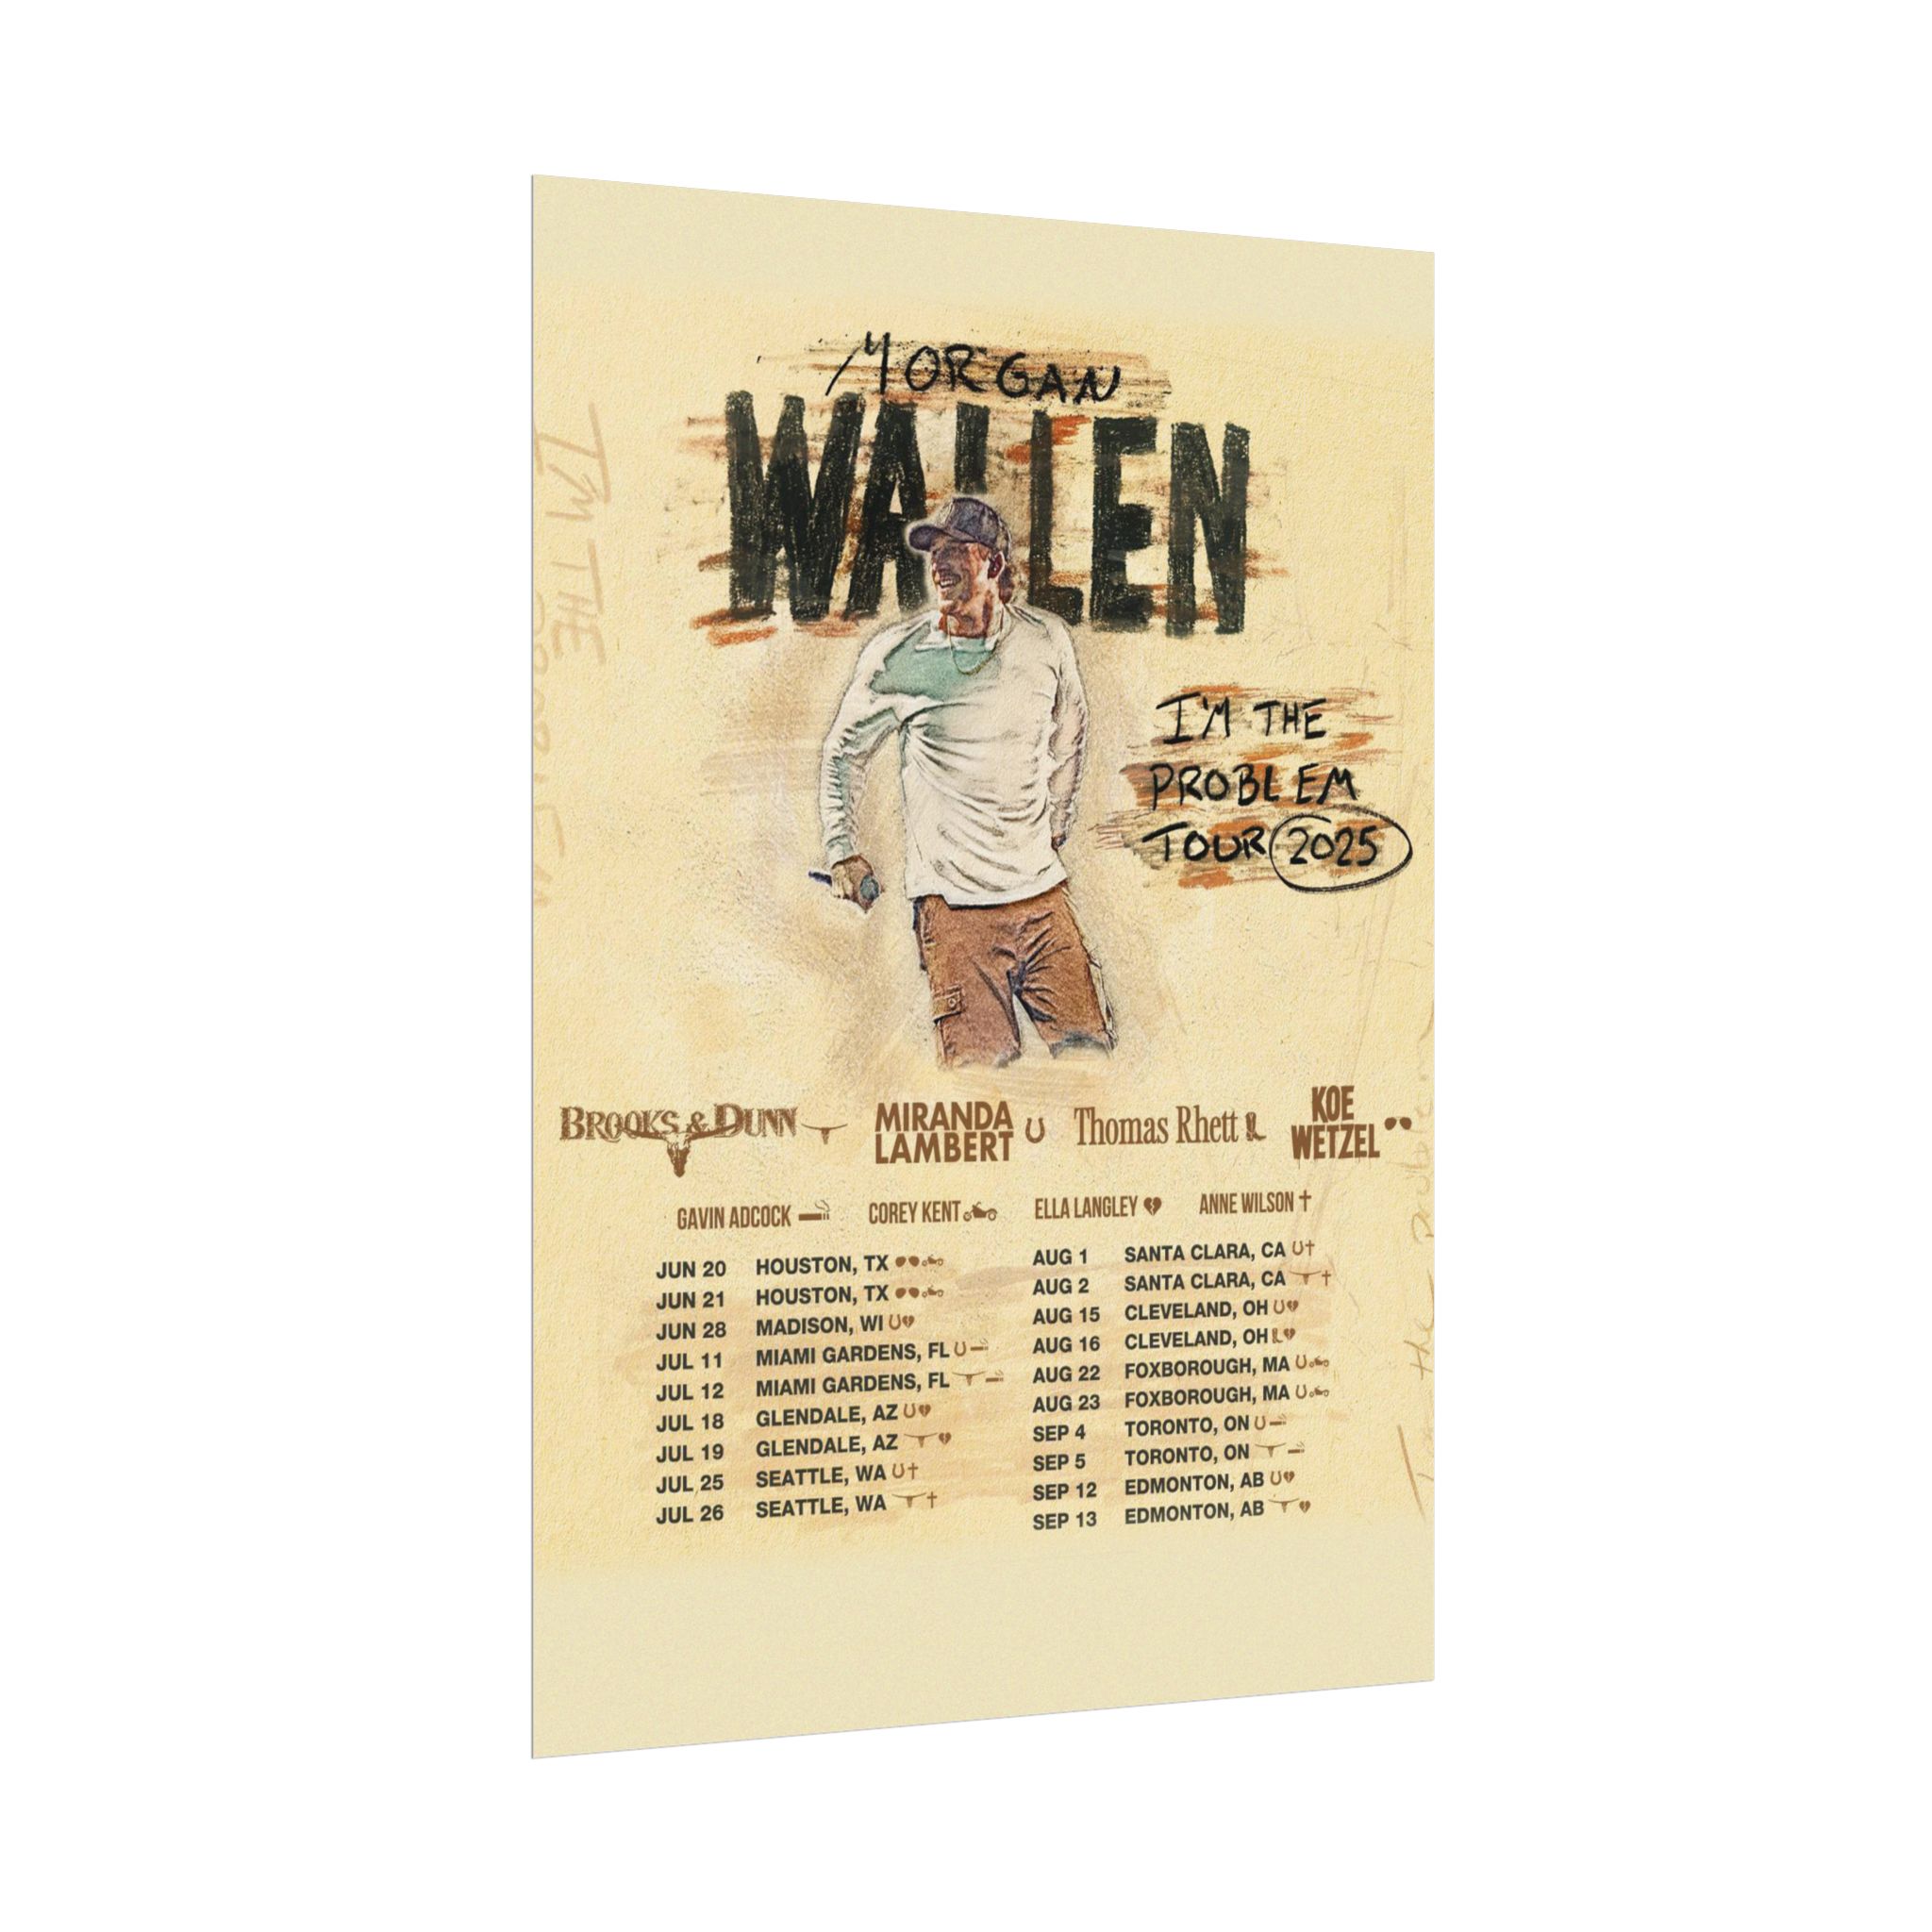 MORGAN
WALLEN
I'M THE
PROBLEM
TOUR 2025
I'M THE
BROOKS & DUNN
MIRANDA
LAMBERT
Thomas Rhett
KOE
WETZEL
GAVIN ADCOCK
COREY KENT
ELLA LANGLEY
ANNE WILSON
JUN 20 HOUSTON, TX
JUN 21 HOUSTON, TX
JUN 28 MADISON, WI
JUL 11 MIAMI GARDENS, FL
JUL 12 MIAMI GARDENS, FL
JUL 18 GLENDALE, AZ
JUL 19 GLENDALE, AZ
JUL 25 SEATTLE, WA
JUL 26 SEATTLE, WA
AUG 1 SANTA CLARA, CA
AUG 2 SANTA CLARA, CA
AUG 15 CLEVELAND, OH
AUG 16 CLEVELAND, OH
AUG 22 FOXBOROUGH, MA
AUG 23 FOXBOROUGH, MA
SEP 4 TORONTO, ON
SEP 5 TORONTO, ON
SEP 12 EDMONTON, AB
SEP 13 EDMONTON, AB
the problem